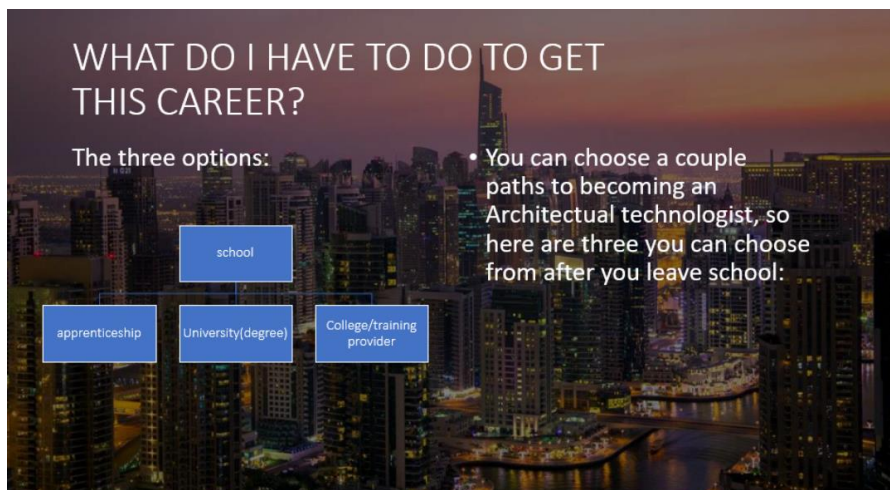 WHAT DO I HAVE TO DO TO GET
THIS CAREER?
The three options:
school
apprenticeship
University(degree)
College/training
provider
• You can choose a couple
paths to becoming an
Architectual technologist, so
here are three you can choose
from after you leave school: